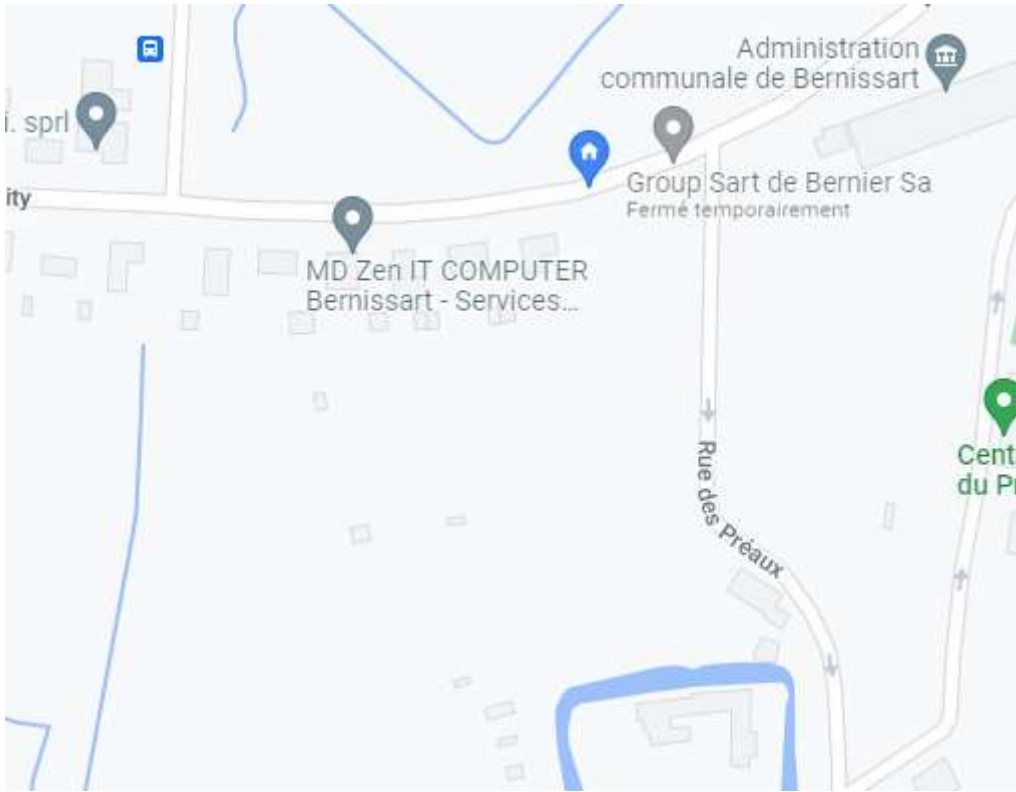 Administration
communale de Bernissart
i. sprl
ity
Group Sart de Bernier Sa
Fermé temporairement
MD Zen IT COMPUTER
Bernissart - Services...
Cent
du Pr
Rue des Préaux